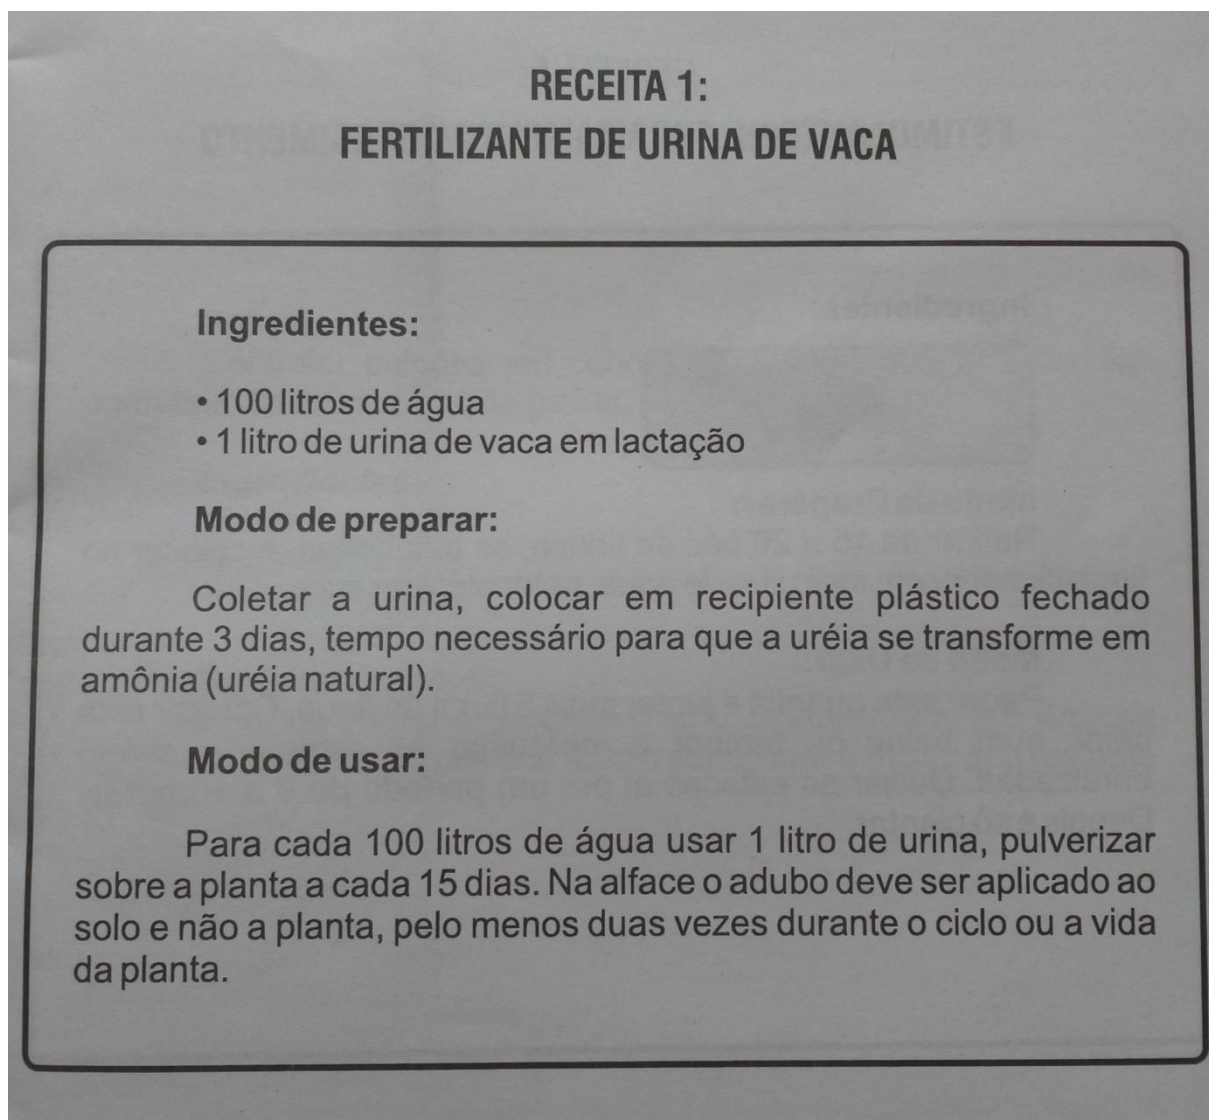 RECEITA 1:
FERTILIZANTE DE URINA DE VACA
Ingredientes:
• 100 litros de água
• 1 litro de urina de vaca em lactação
Modo de preparar:
Coletar a urina, colocar em recipiente plástico fechado
durante 3 dias, tempo necessário para que a uréia se transforme em
amônia (uréia natural).
Modo de usar:
Para cada 100 litros de água usar 1 litro de urina, pulverizar
sobre a planta a cada 15 dias. Na alface o adubo deve ser aplicado ao
solo e não a planta, pelo menos duas vezes durante o ciclo ou a vida
da planta.